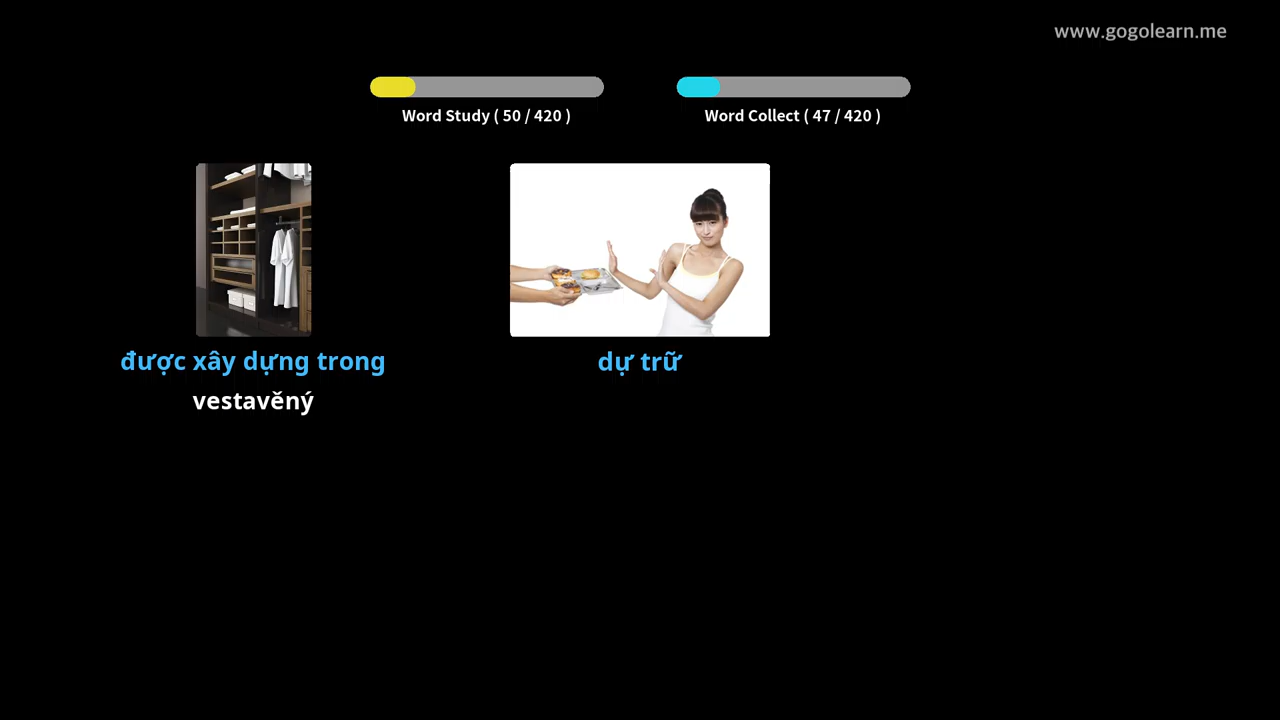 www.gogolearn.me
Word Study ( 50 / 420 )
Word Collect ( 47 / 420 )
được xây dựng trong
vestavěný
dự trữ